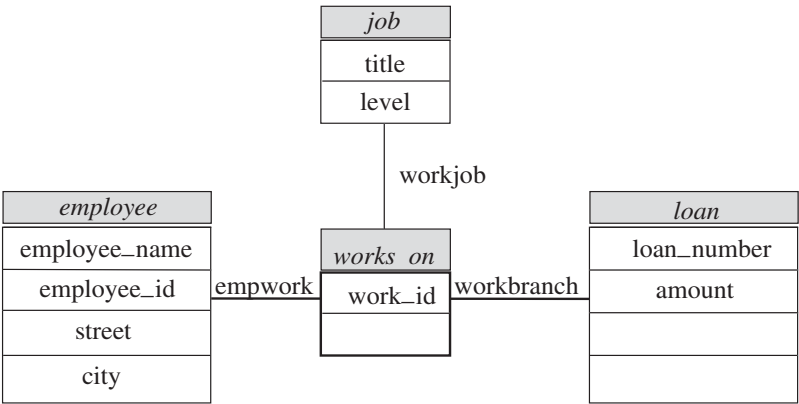 job
title
level
workjob
employee
employee_name
employee_id
street
city
empwork
works on
work_id
workbranch
loan
loan_number
amount